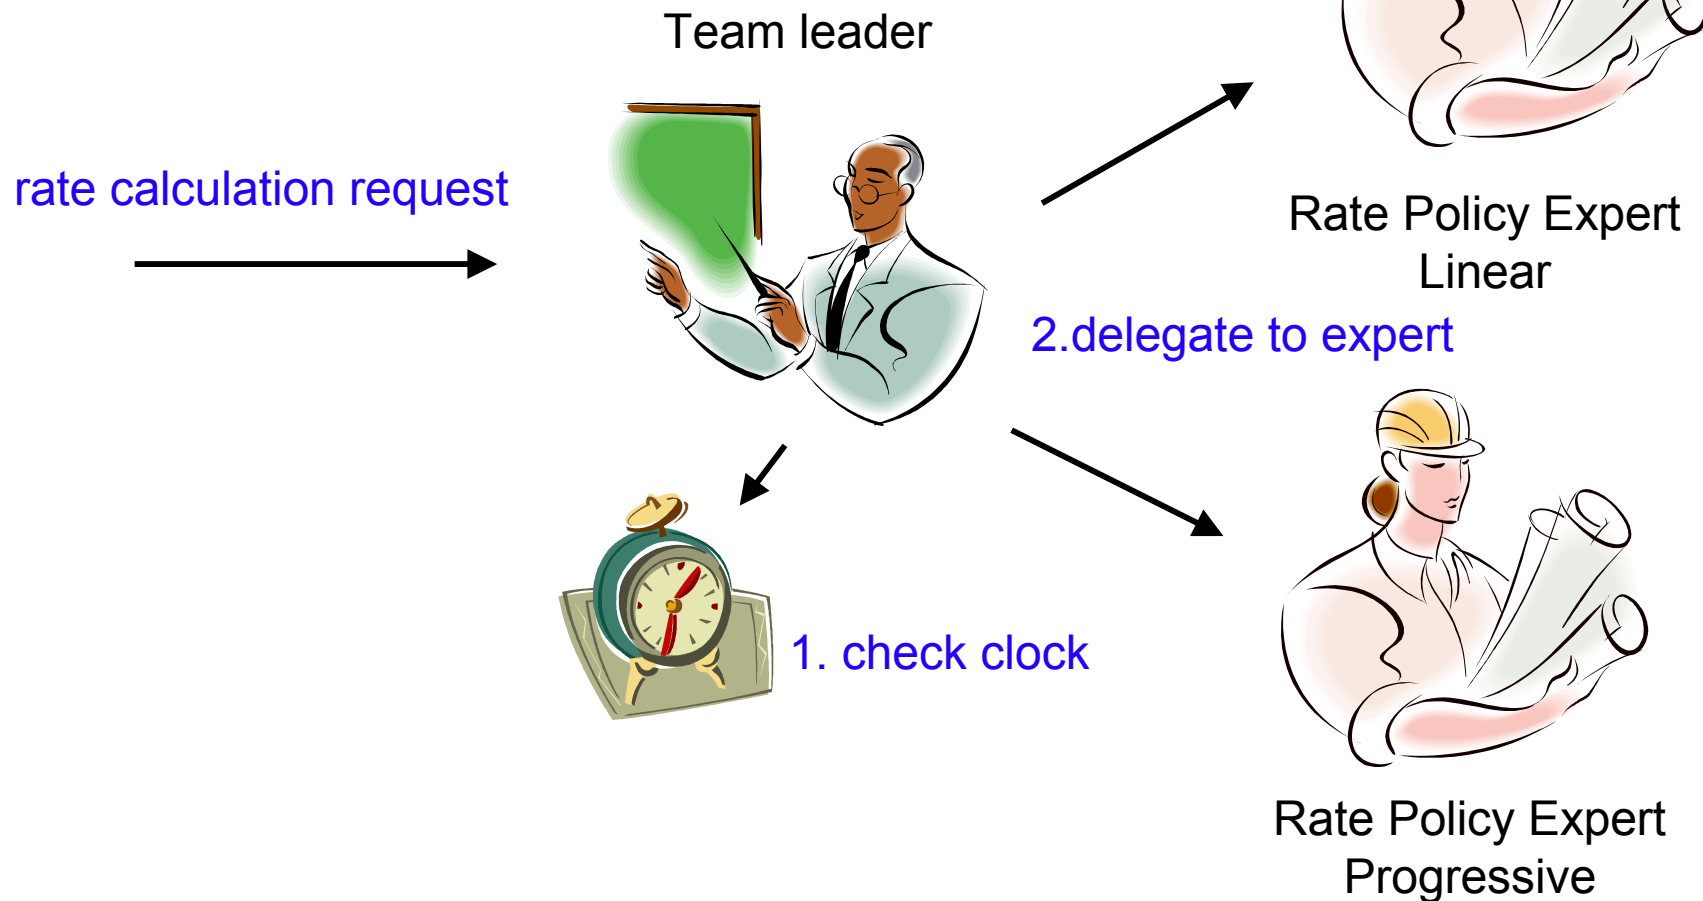 Team leader
rate calculation request
Rate Policy Expert
Linear
2.delegate to expert
1. check clock
Rate Policy Expert
Progressive